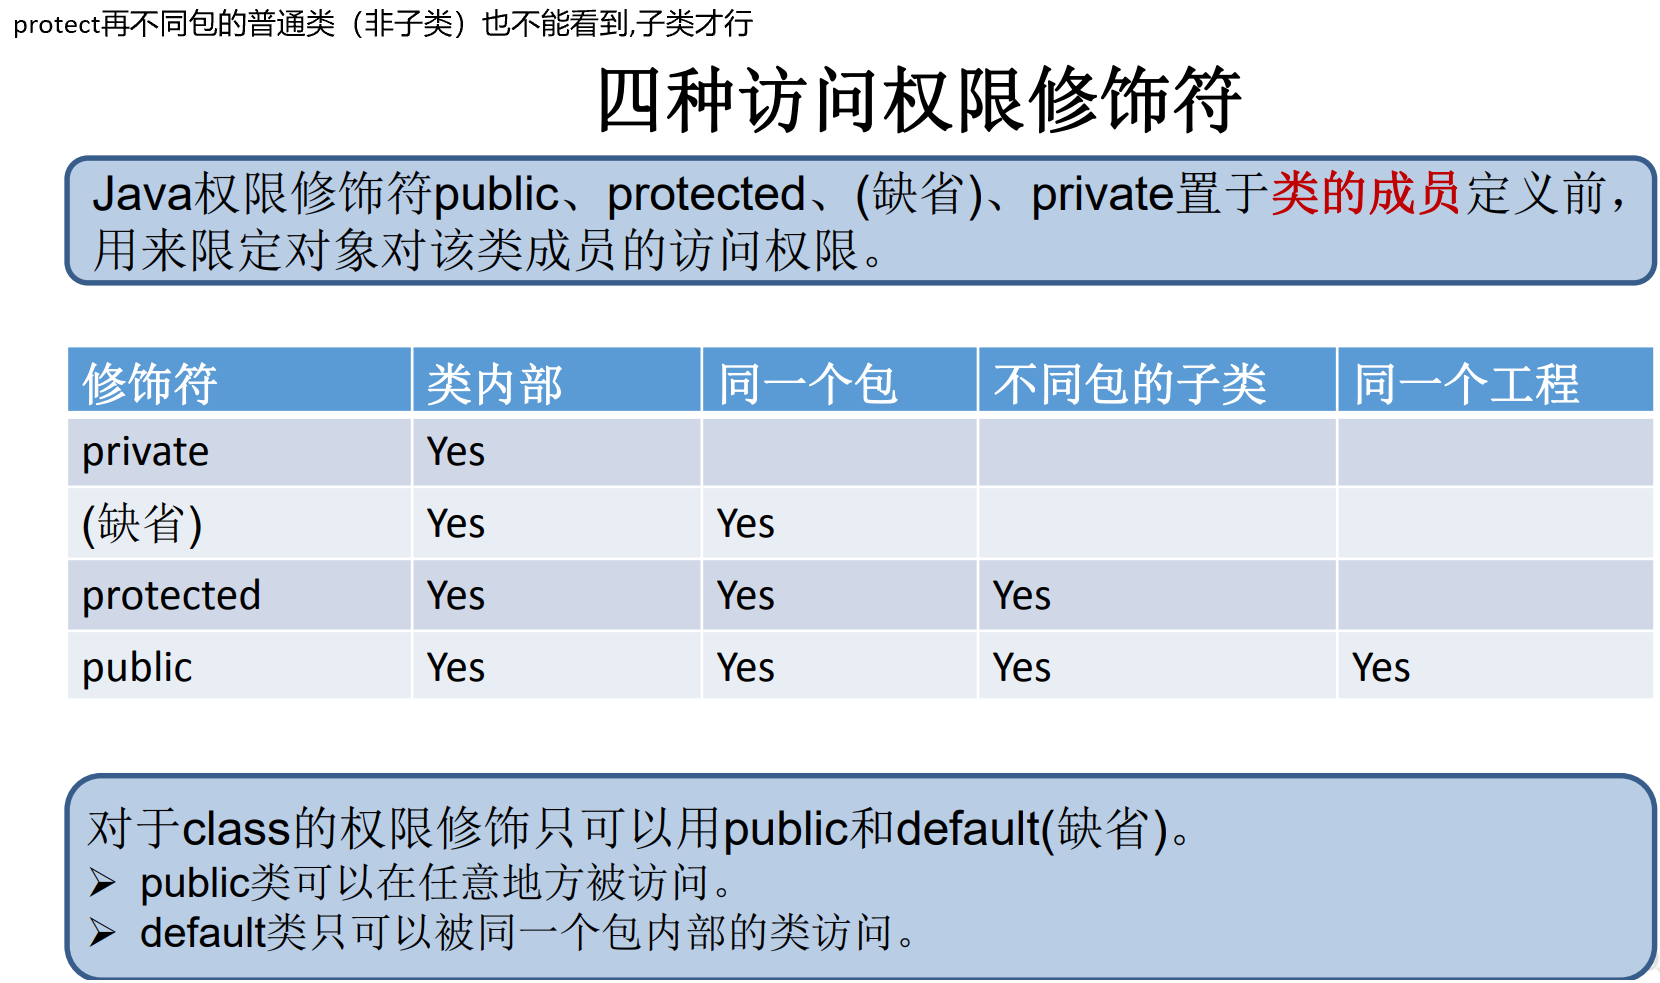 protect再不同包的普通类（非子类）也不能看到,子类才行
四种访问权限修饰符
Java权限修饰符public、protected、(缺省)、private置于类的成员定义前，
用来限定对象对该类成员的访问权限。
修饰符 类内部 同一个包 不同包的子类 同一个工程
private Yes
(缺省) Yes Yes
protected Yes Yes Yes
public Yes Yes Yes Yes
对于class的权限修饰只可以用public和default(缺省)。
➢ public类可以在任意地方被访问。
➢ default类只可以被同一个包内部的类访问。